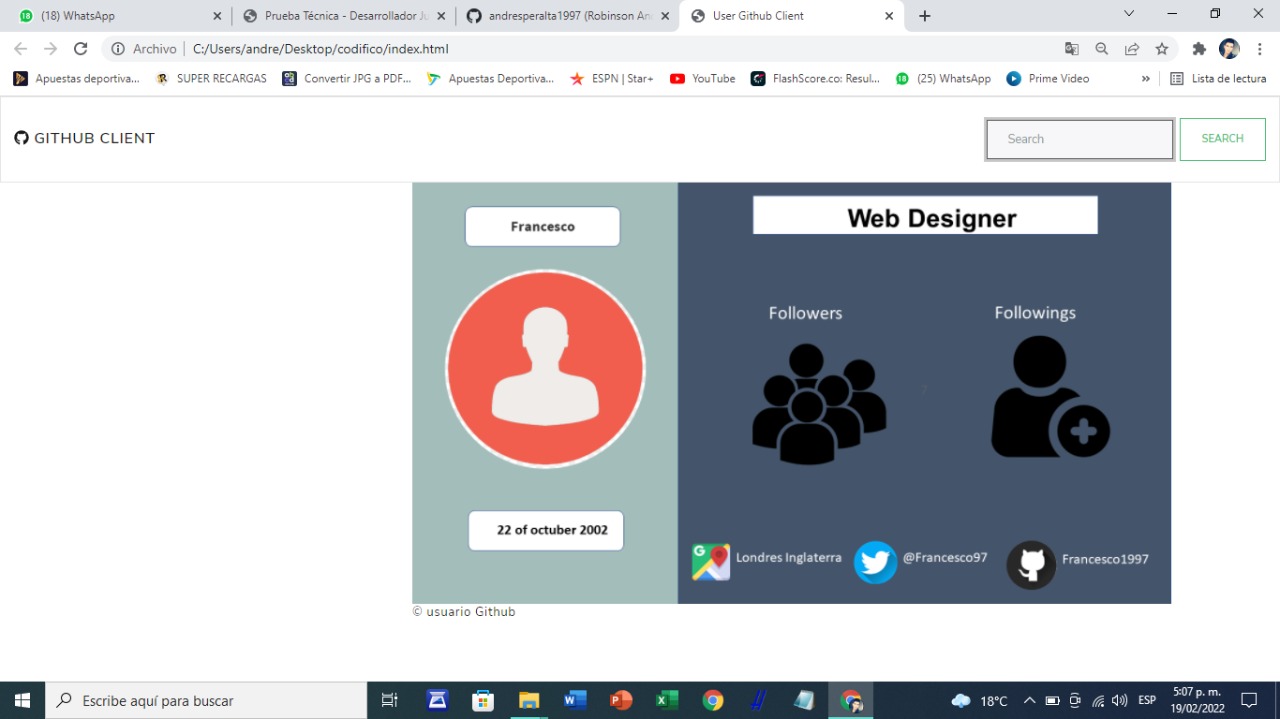 (18) WhatsApp
Prueba Técnica - Desarrollador Ju
andresperalta1997 (Robinson An
User Github Client
Archivo
C:/Users/andre/Desktop/codifico/index.html
Apuestas deportiva...
SUPER RECARGAS
Convertir JPG a PDF...
Apuestas Deportiva...
ESPN | Star+
YouTube
FlashScore.co: Resul...
(25) WhatsApp
Prime Video
»
Lista de lectura
GITHUB CLIENT
Search
SEARCH
Francesco
22 of octuber 2002
Web Designer
Followers
Followings
Londres Inglaterra
@Francesco97
Francesco1997
© usuario Github
Escribe aquí para buscar
18°C
ESP
5:07 p. m.
19/02/2022